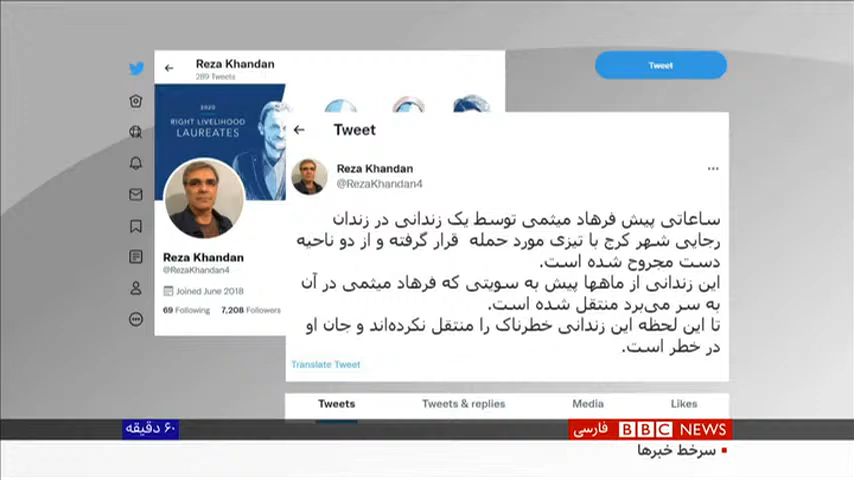 Reza Khandan
289 Tweets
Tweet
2020
RIGHT LIVELIHOOD
LAUREATES
Reza Khandan
@RezaKhandan4
Joined June 2018
69 Following 7,208 Followers
Tweet
Reza Khandan
@RezaKhandan4
ساعاتی پیش فرهاد میثمی توسط یک زندانی در زندان
رجایی شهر کرج با تیزی مورد حمله قرار گرفته و از دو ناحیه
دست مجروح شده است.
این زندانی از ماهها پیش به سویتی که فرهاد میثمی در آن
به سر می‌برد منتقل شده است.
تا این لحظه این زندانی خطرناک را منتقل نکرده‌اند و جان او
در خطر است.
Translate Tweet
Tweets Tweets & replies Media Likes
۶۰ دقیقه
BBC NEWS فارسی
سرخط خبرها